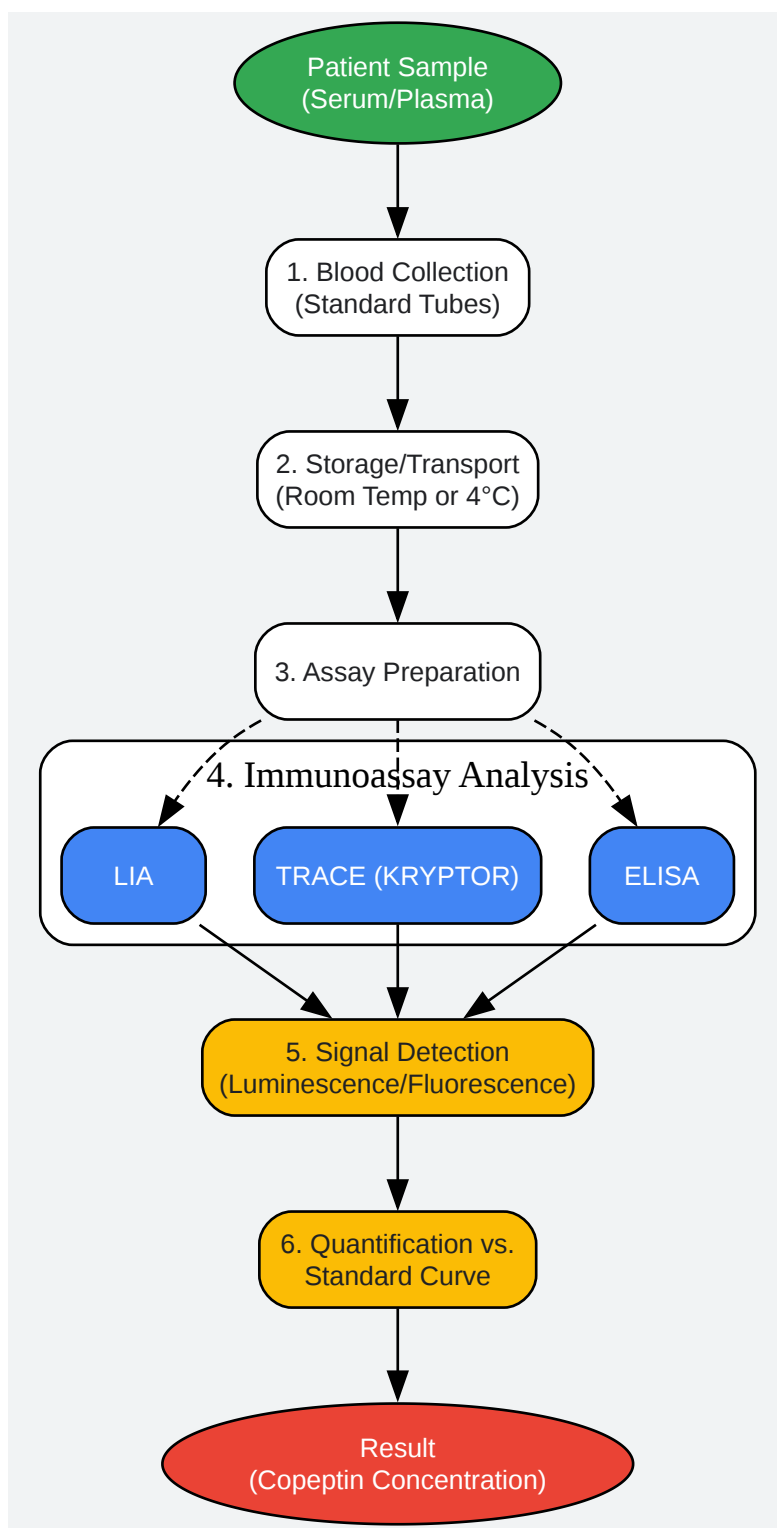 Patient Sample
(Serum/Plasma)
1. Blood Collection
(Standard Tubes)
2. Storage/Transport
(Room Temp or 4°C)
3. Assay Preparation
4. Immunoassay Analysis
LIA
TRACE (KRYPTOR)
ELISA
5. Signal Detection
(Luminescence/Fluorescence)
6. Quantification vs.
Standard Curve
Result
(Copeptin Concentration)